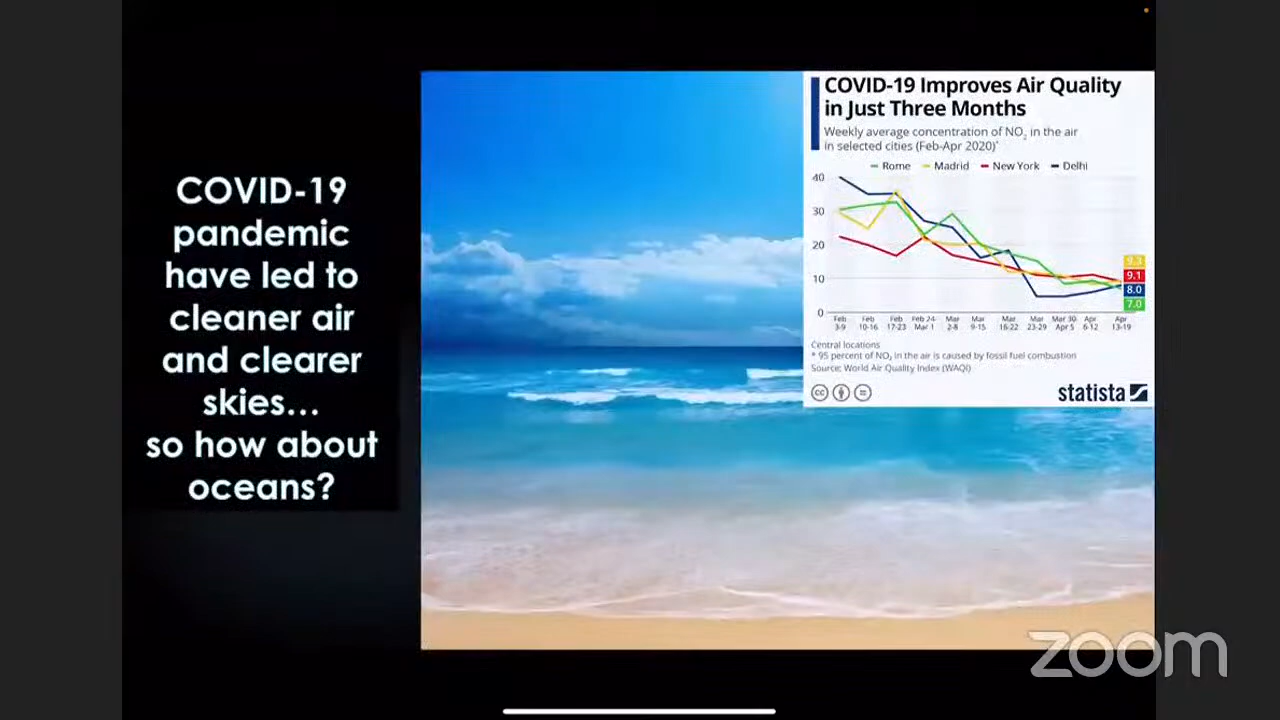 COVID-19
pandemic
have led to
cleaner air
and clearer
skies...
so how about
oceans?
COVID-19 Improves Air Quality
in Just Three Months
Weekly average concentration of NO₂ in the air
in selected cities (Feb-Apr 2020)*
Rome Madrid New York Delhi
40
30
20
10
0
9.3
9.1
8.0
7.0
Feb 3-9
Feb 10-16
Feb 17-23
Feb 24- Mar 1
Mar 2-8
Mar 9-15
Mar 16-22
Mar 23-29
Mar 30 Apr 5
Apr 6-12
Apr 13-19
Central locations
* 95 percent of NO₂ in the air is caused by fossil fuel combustion
Source: World Air Quality Index (WAQI)
cc
statista
zoom